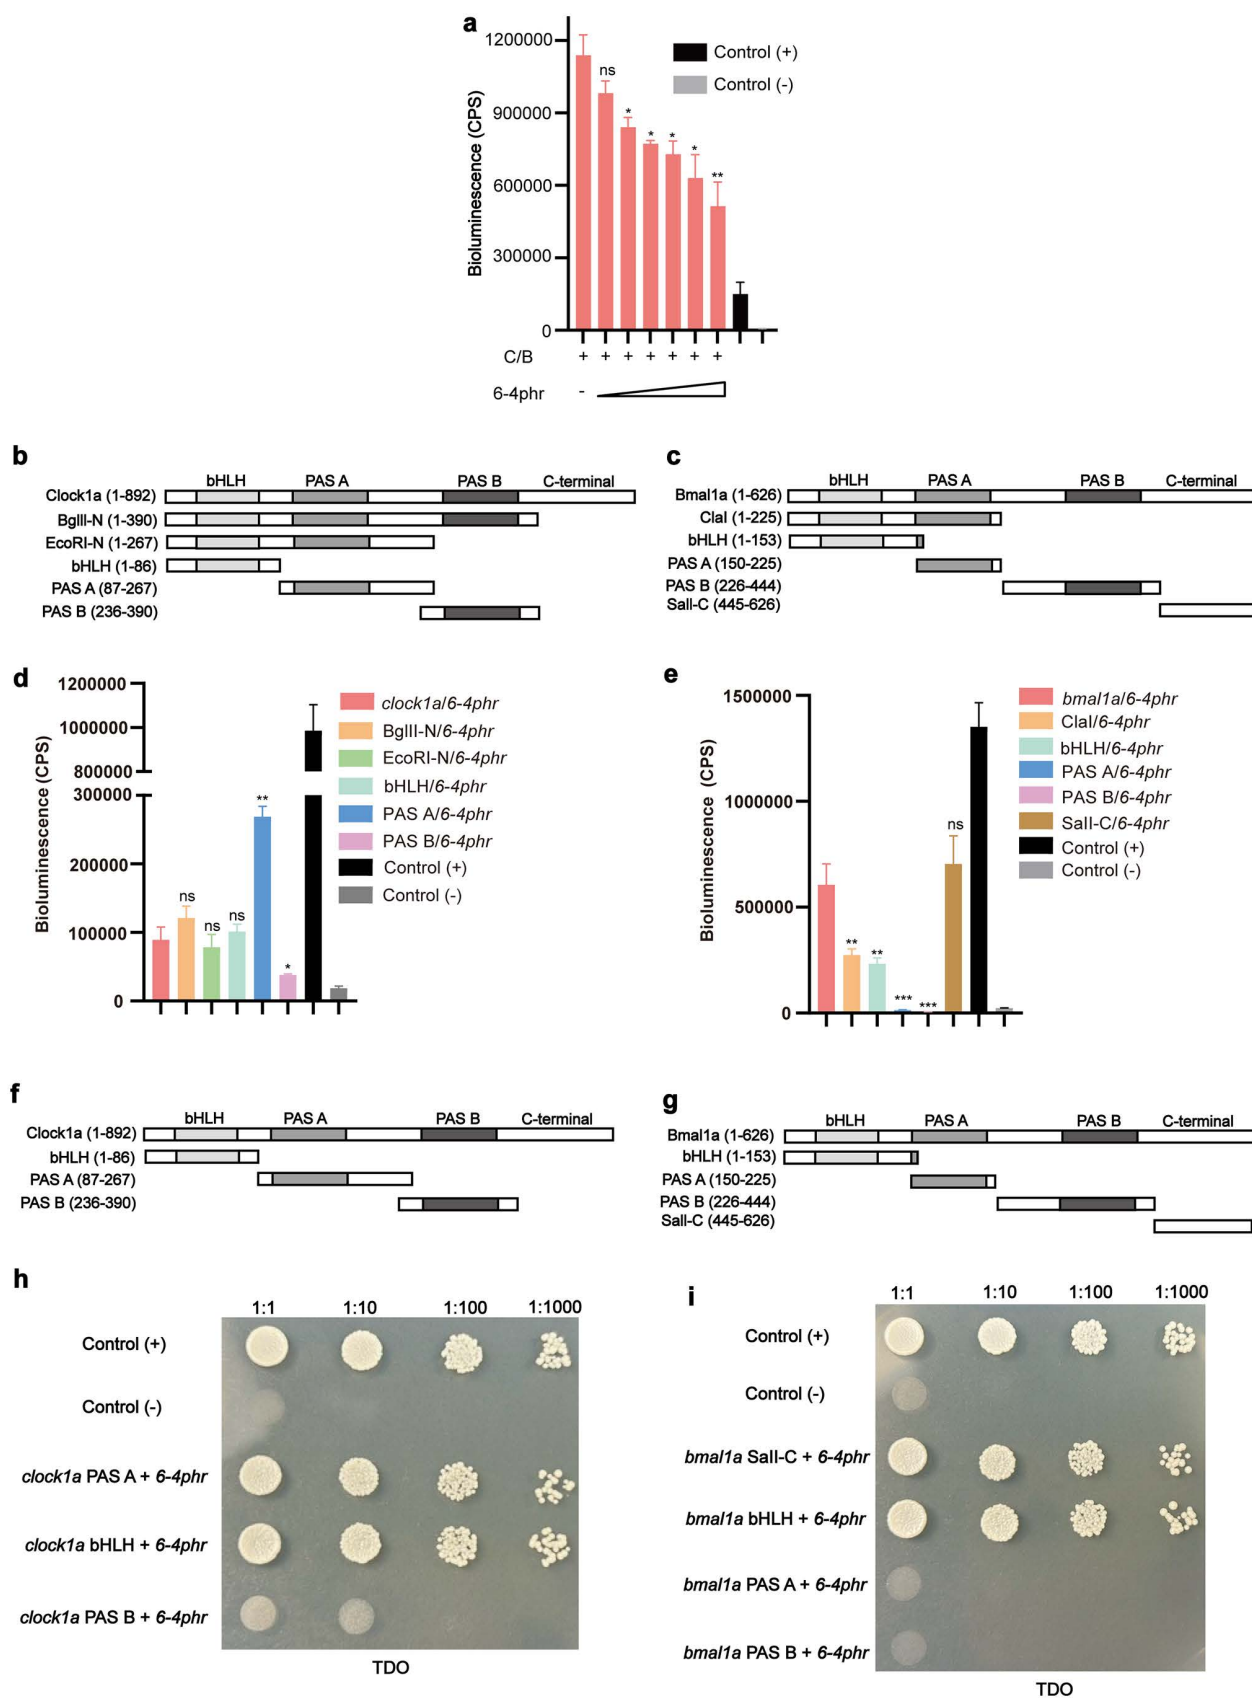 a
Bioluminescence (CPS)
1200000
900000
600000
300000
0
ns
*
*
*
*
**
Control (+)
Control (-)
C/B + + + + + + +
6-4phr -
b
bHLH PAS A PAS B C-terminal
Clock1a (1-892)
BglII-N (1-390)
EcoRI-N (1-267)
bHLH (1-86)
PAS A (87-267)
PAS B (236-390)
c
bHLH PAS A PAS B C-terminal
Bmal1a (1-626)
ClaI (1-225)
bHLH (1-153)
PAS A (150-225)
PAS B (226-444)
SalI-C (445-626)
d
Bioluminescence (CPS)
1200000
1000000
800000
300000
200000
100000
0
ns
ns
ns
**
*
clock1a/6-4phr
BglII-N/6-4phr
EcoRI-N/6-4phr
bHLH/6-4phr
PAS A/6-4phr
PAS B/6-4phr
Control (+)
Control (-)
e
Bioluminescence (CPS)
1500000
1000000
500000
0
**
**
***
***
ns
bmal1a/6-4phr
ClaI/6-4phr
bHLH/6-4phr
PAS A/6-4phr
PAS B/6-4phr
SalI-C/6-4phr
Control (+)
Control (-)
f
bHLH PAS A PAS B C-terminal
Clock1a (1-892)
bHLH (1-86)
PAS A (87-267)
PAS B (236-390)
g
bHLH PAS A PAS B C-terminal
Bmal1a (1-626)
bHLH (1-153)
PAS A (150-225)
PAS B (226-444)
SalI-C (445-626)
h
1:1 1:10 1:100 1:1000
Control (+)
Control (-)
clock1a PAS A + 6-4phr
clock1a bHLH + 6-4phr
clock1a PAS B + 6-4phr
TDO
i
1:1 1:10 1:100 1:1000
Control (+)
Control (-)
bmal1a SalI-C + 6-4phr
bmal1a bHLH + 6-4phr
bmal1a PAS A + 6-4phr
bmal1a PAS B + 6-4phr
TDO